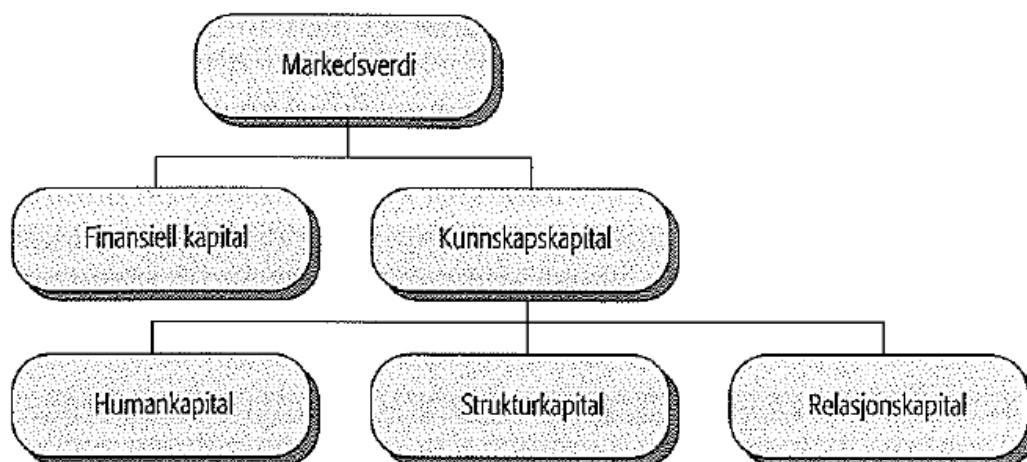 Markedsverdi
Finansiell kapital
Kunnskapskapital
Humankapital
Strukturkapital
Relasjonskapital